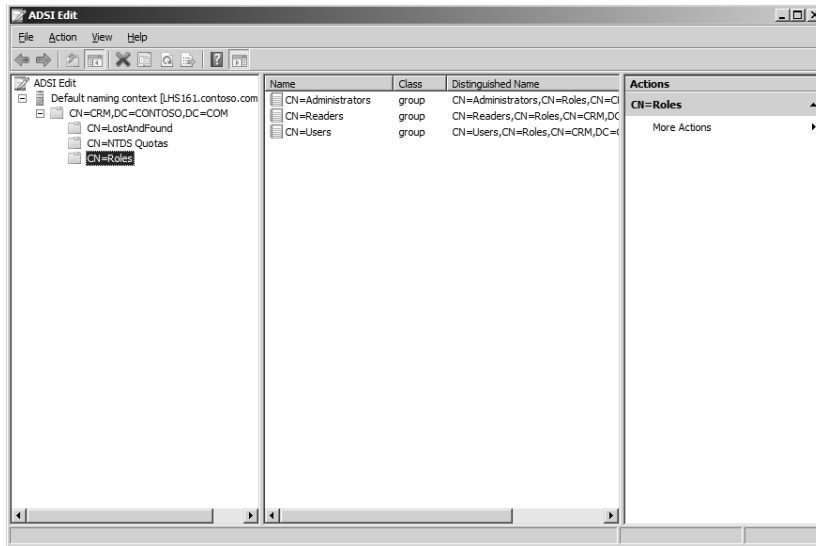 ADSI Edit
File Action View Help
ADSI Edit
Default naming context [LHS161.contoso.com
CN=CRM,DC=CONTOSO,DC=COM
CN=LostAndFound
CN=NTDS Quotas
CN=Roles
Name Class Distinguished Name
CN=Administrators group CN=Administrators,CN=Roles,CN=C
CN=Readers group CN=Readers,CN=Roles,CN=CRM,DC
CN=Users group CN=Users,CN=Roles,CN=CRM,DC=
Actions
CN=Roles
More Actions